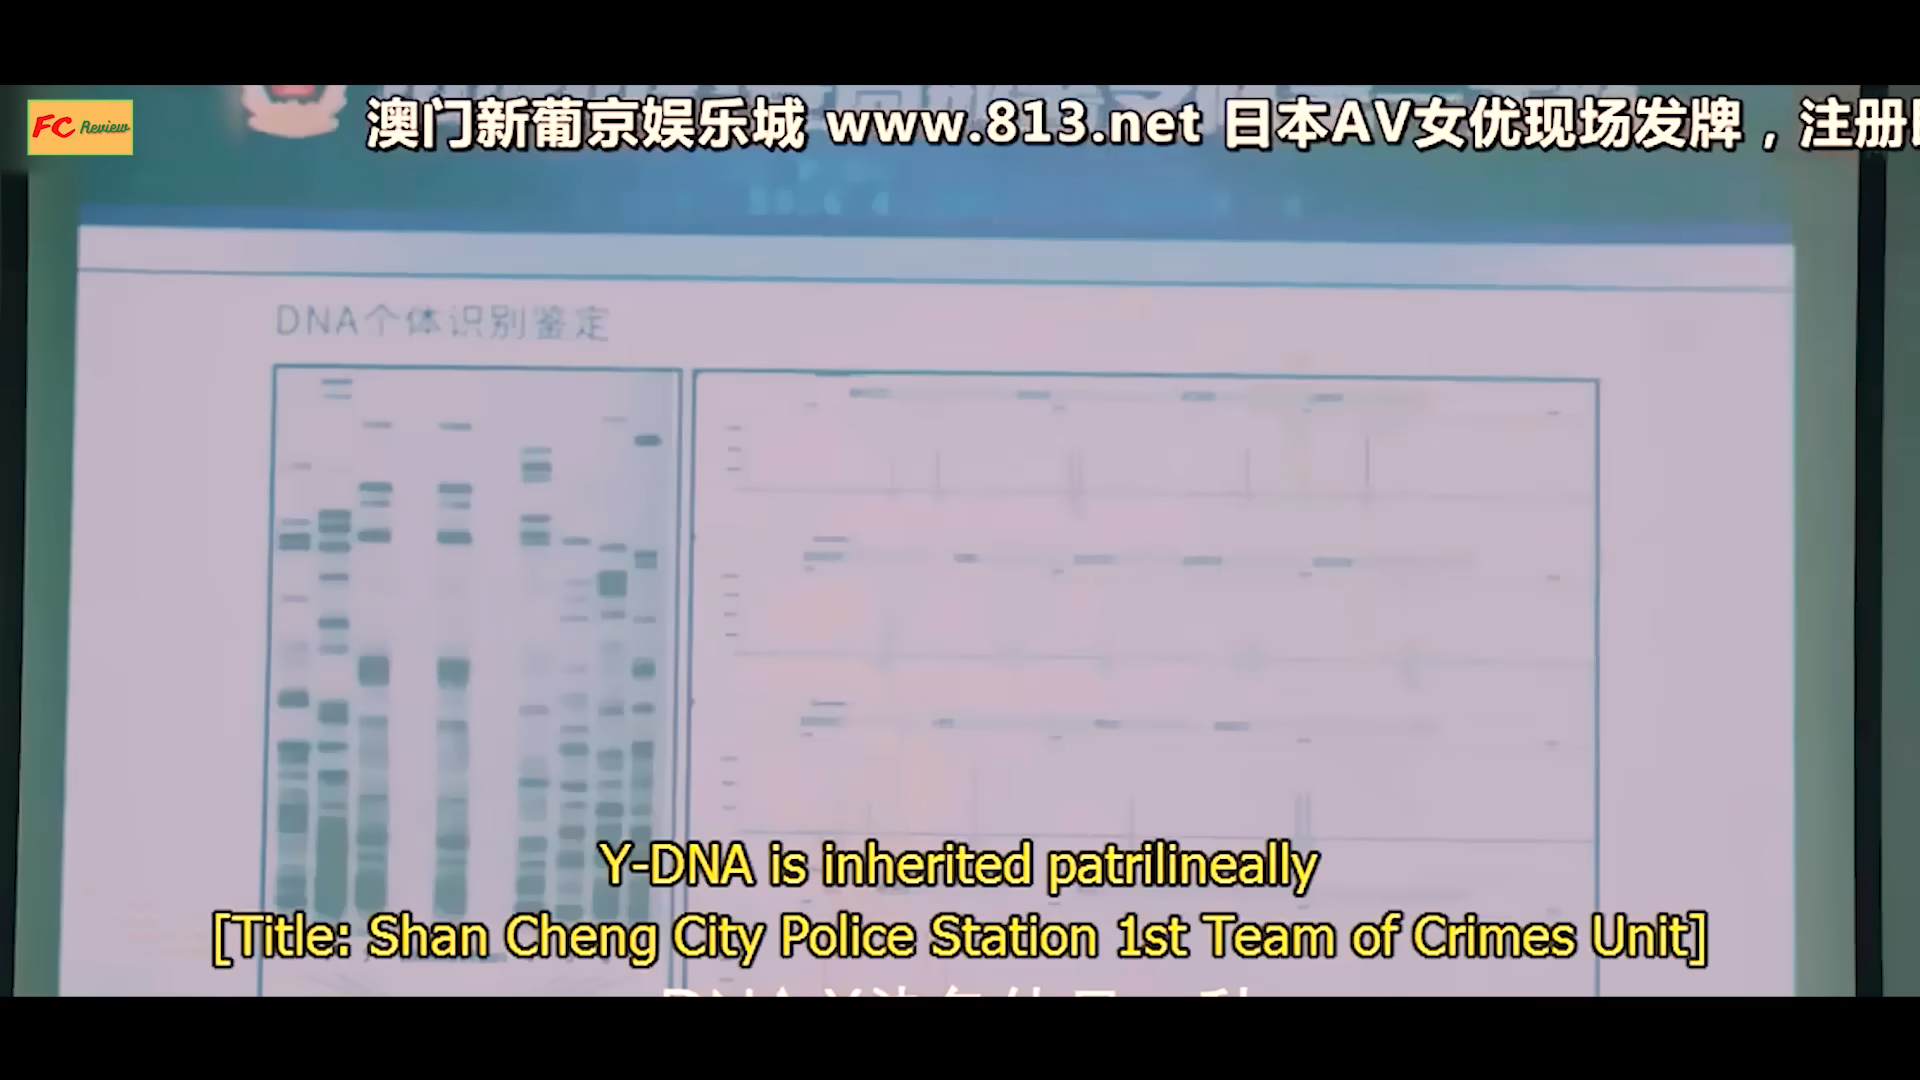 FC Review
澳门新葡京娱乐城 www.813.net 日本AV女优现场发牌，注册
DNA个体识别鉴定
Y-DNA is inherited patrilineally
[Title: Shan Cheng City Police Station 1st Team of Crimes Unit]